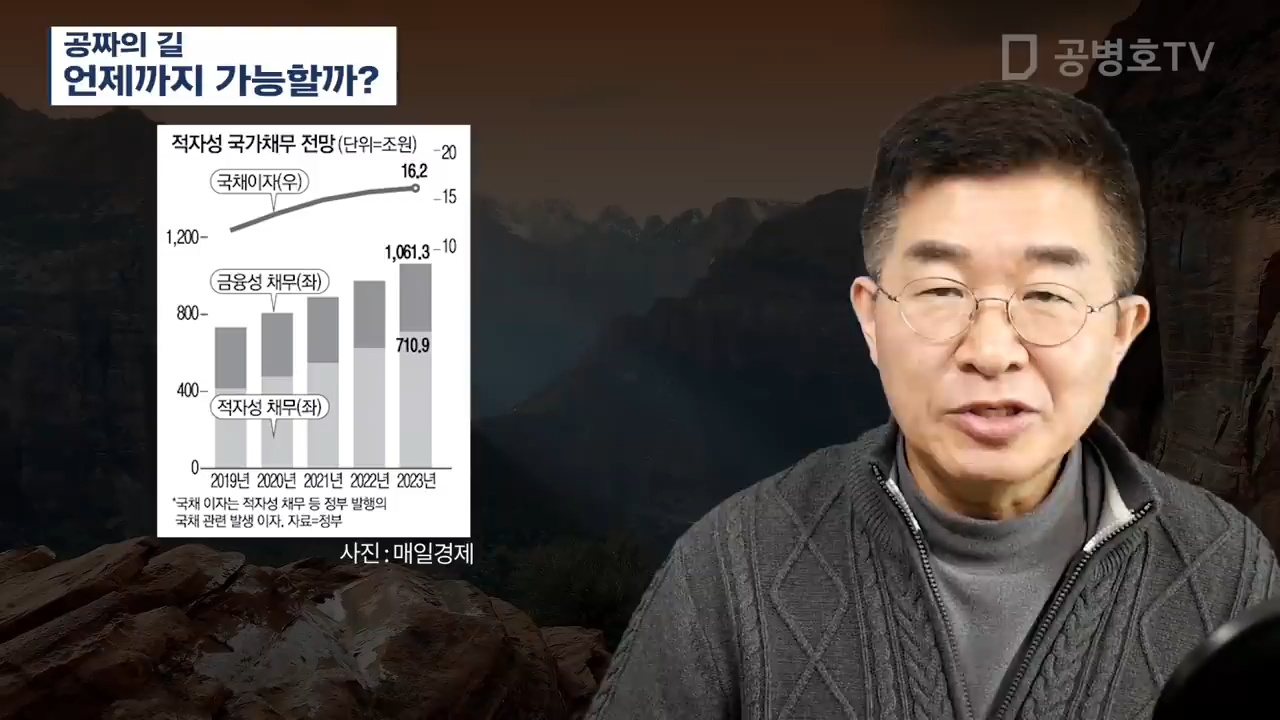 공짜의 길
언제까지 가능할까?
공병호TV
적자성 국가채무 전망(단위=조원)
20
국채이자(우)
16.2
15
1,200
1,061.3
10
금융성 채무(좌)
800
710.9
400
적자성 채무(좌)
0
2019년 2020년 2021년 2022년 2023년
*국채 이자는 적자성 채무 등 정부 발행의
국채 관련 발생 이자, 자료=정부
사진 : 매일경제